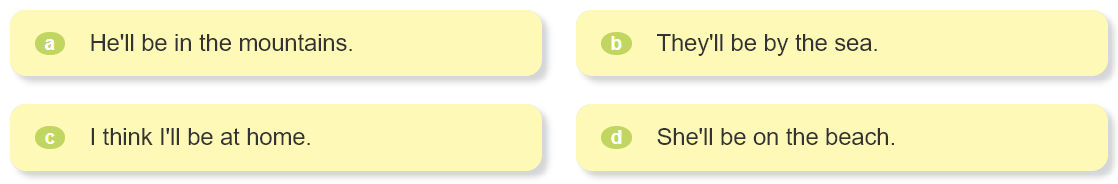 a He'll be in the mountains.
b They'll be by the sea.
c I think I'll be at home.
d She'll be on the beach.